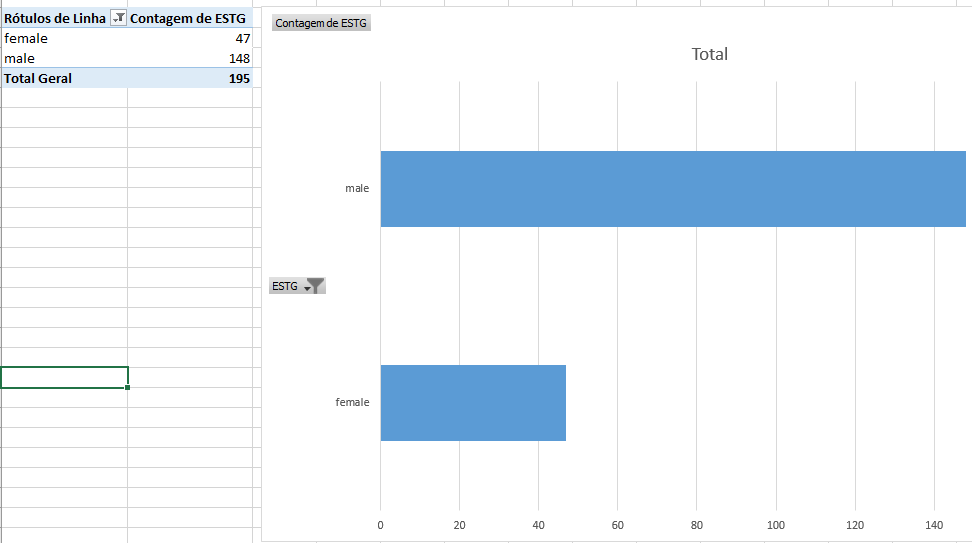 Rótulos de Linha Contagem de ESTG
female 47
male 148
Total Geral 195
Contagem de ESTG
Total
male
ESTG
female
0 20 40 60 80 100 120 140